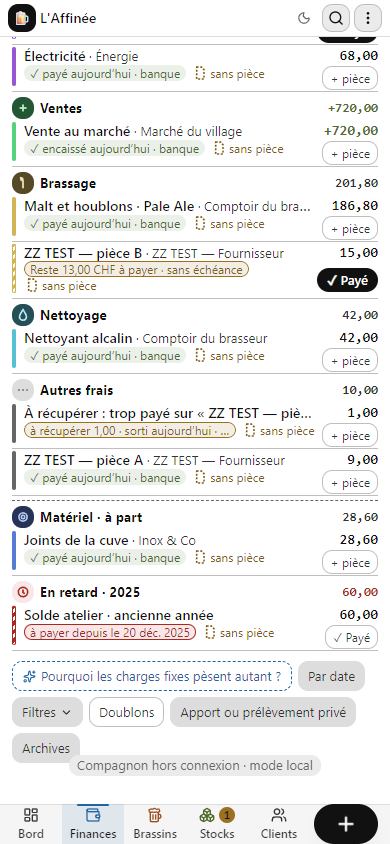 L'Affinée
Électricité · Énergie 68,00
✓ payé aujourd'hui · banque sans pièce + pièce
Ventes +720,00
Vente au marché · Marché du village +720,00
✓ encaissé aujourd'hui · banque sans pièce + pièce
Brassage 201,80
Malt et houblons · Pale Ale · Comptoir du bra… 186,80
✓ payé aujourd'hui · banque sans pièce + pièce
ZZ TEST — pièce B · ZZ TEST — Fournisseur 15,00
Reste 13,00 CHF à payer · sans échéance
sans pièce ✓ Payé
Nettoyage 42,00
Nettoyant alcalin · Comptoir du brasseur 42,00
✓ payé aujourd'hui · banque sans pièce + pièce
Autres frais 10,00
À récupérer : trop payé sur « ZZ TEST — piè… 1,00
à récupérer 1,00 · sorti aujourd'hui · … sans pièce + pièce
ZZ TEST — pièce A · ZZ TEST — Fournisseur 9,00
✓ payé aujourd'hui · banque sans pièce + pièce
Matériel · à part 28,60
Joints de la cuve · Inox & Co 28,60
✓ payé aujourd'hui · banque sans pièce + pièce
En retard · 2025 60,00
Solde atelier · ancienne année 60,00
à payer depuis le 20 déc. 2025 sans pièce ✓ Payé
Pourquoi les charges fixes pèsent autant ? Par date
Filtres Doublons Apport ou prélèvement privé
Archives
Compagnon hors connexion · mode local
1
Bord Finances Brassins Stocks Clients +